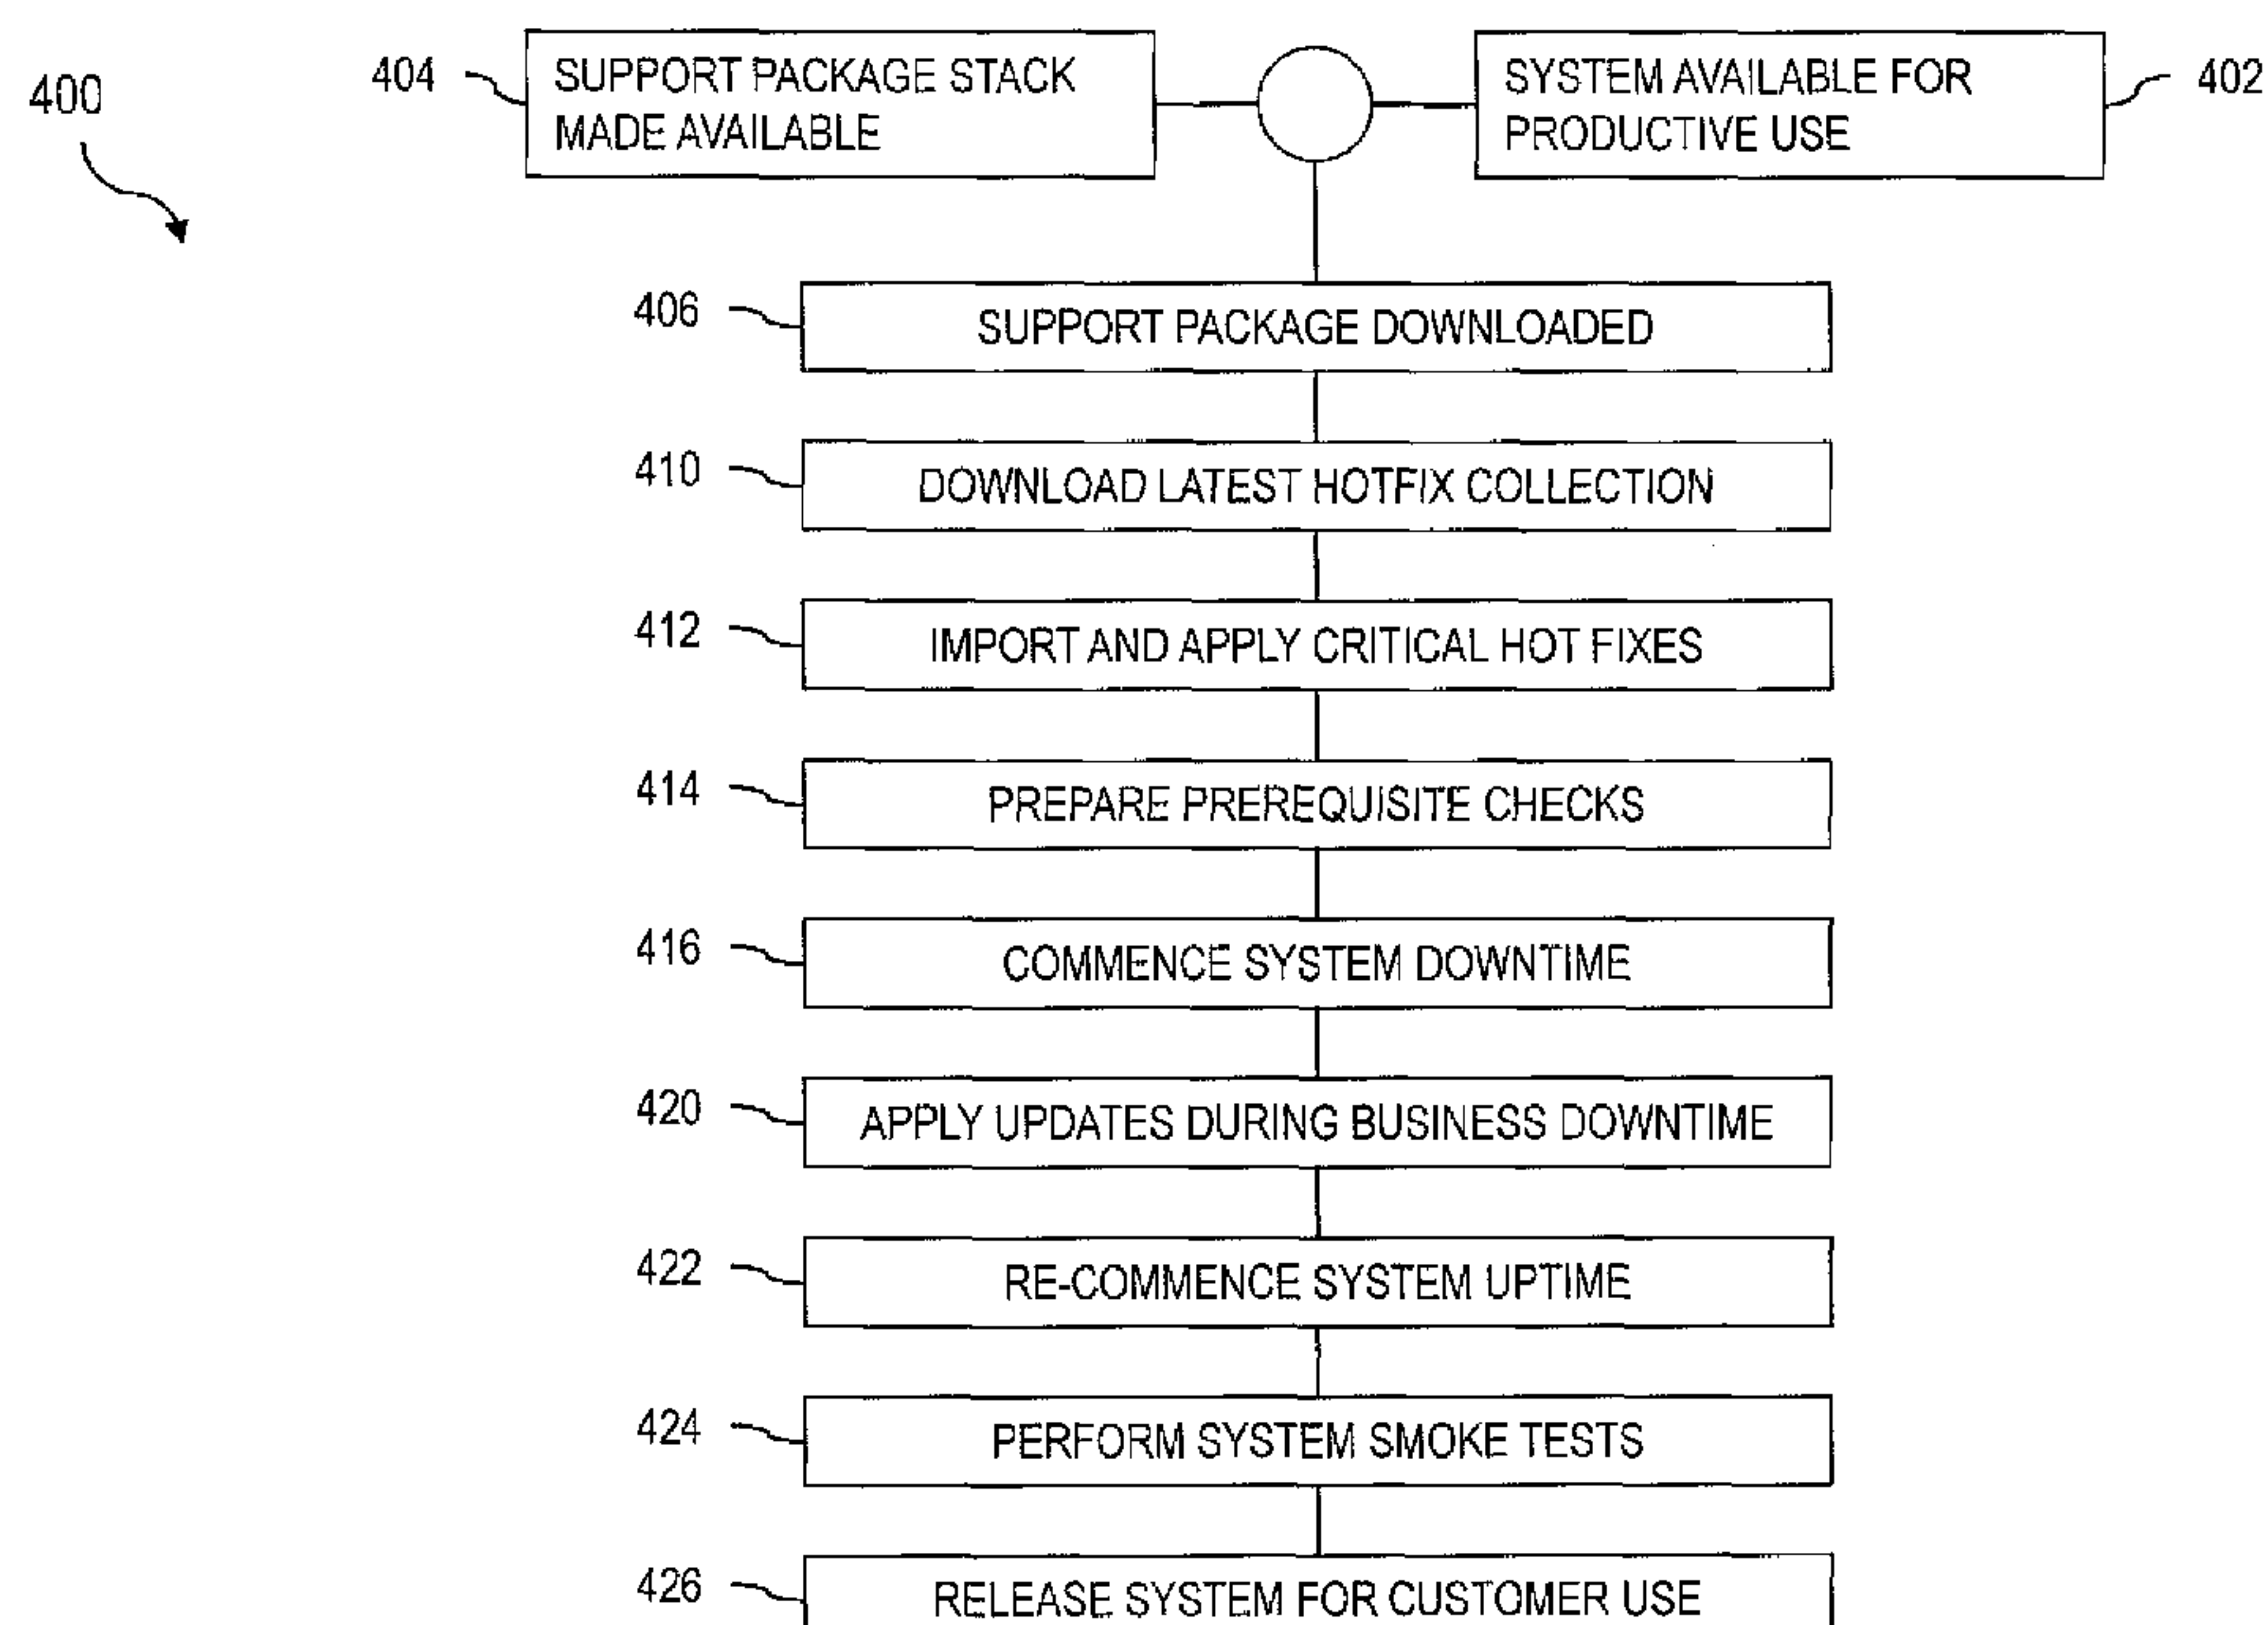 400
404
SUPPORT PACKAGE STACK
MADE AVAILABLE
SYSTEM AVAILABLE FOR
PRODUCTIVE USE
402
406
SUPPORT PACKAGE DOWNLOADED
410
DOWNLOAD LATEST HOTFIX COLLECTION
412
IMPORT AND APPLY CRITICAL HOT FIXES
414
PREPARE PREREQUISITE CHECKS
416
COMMENCE SYSTEM DOWNTIME
420
APPLY UPDATES DURING BUSINESS DOWNTIME
422
RE-COMMENCE SYSTEM UPTIME
424
PERFORM SYSTEM SMOKE TESTS
426
RELEASE SYSTEM FOR CUSTOMER USE